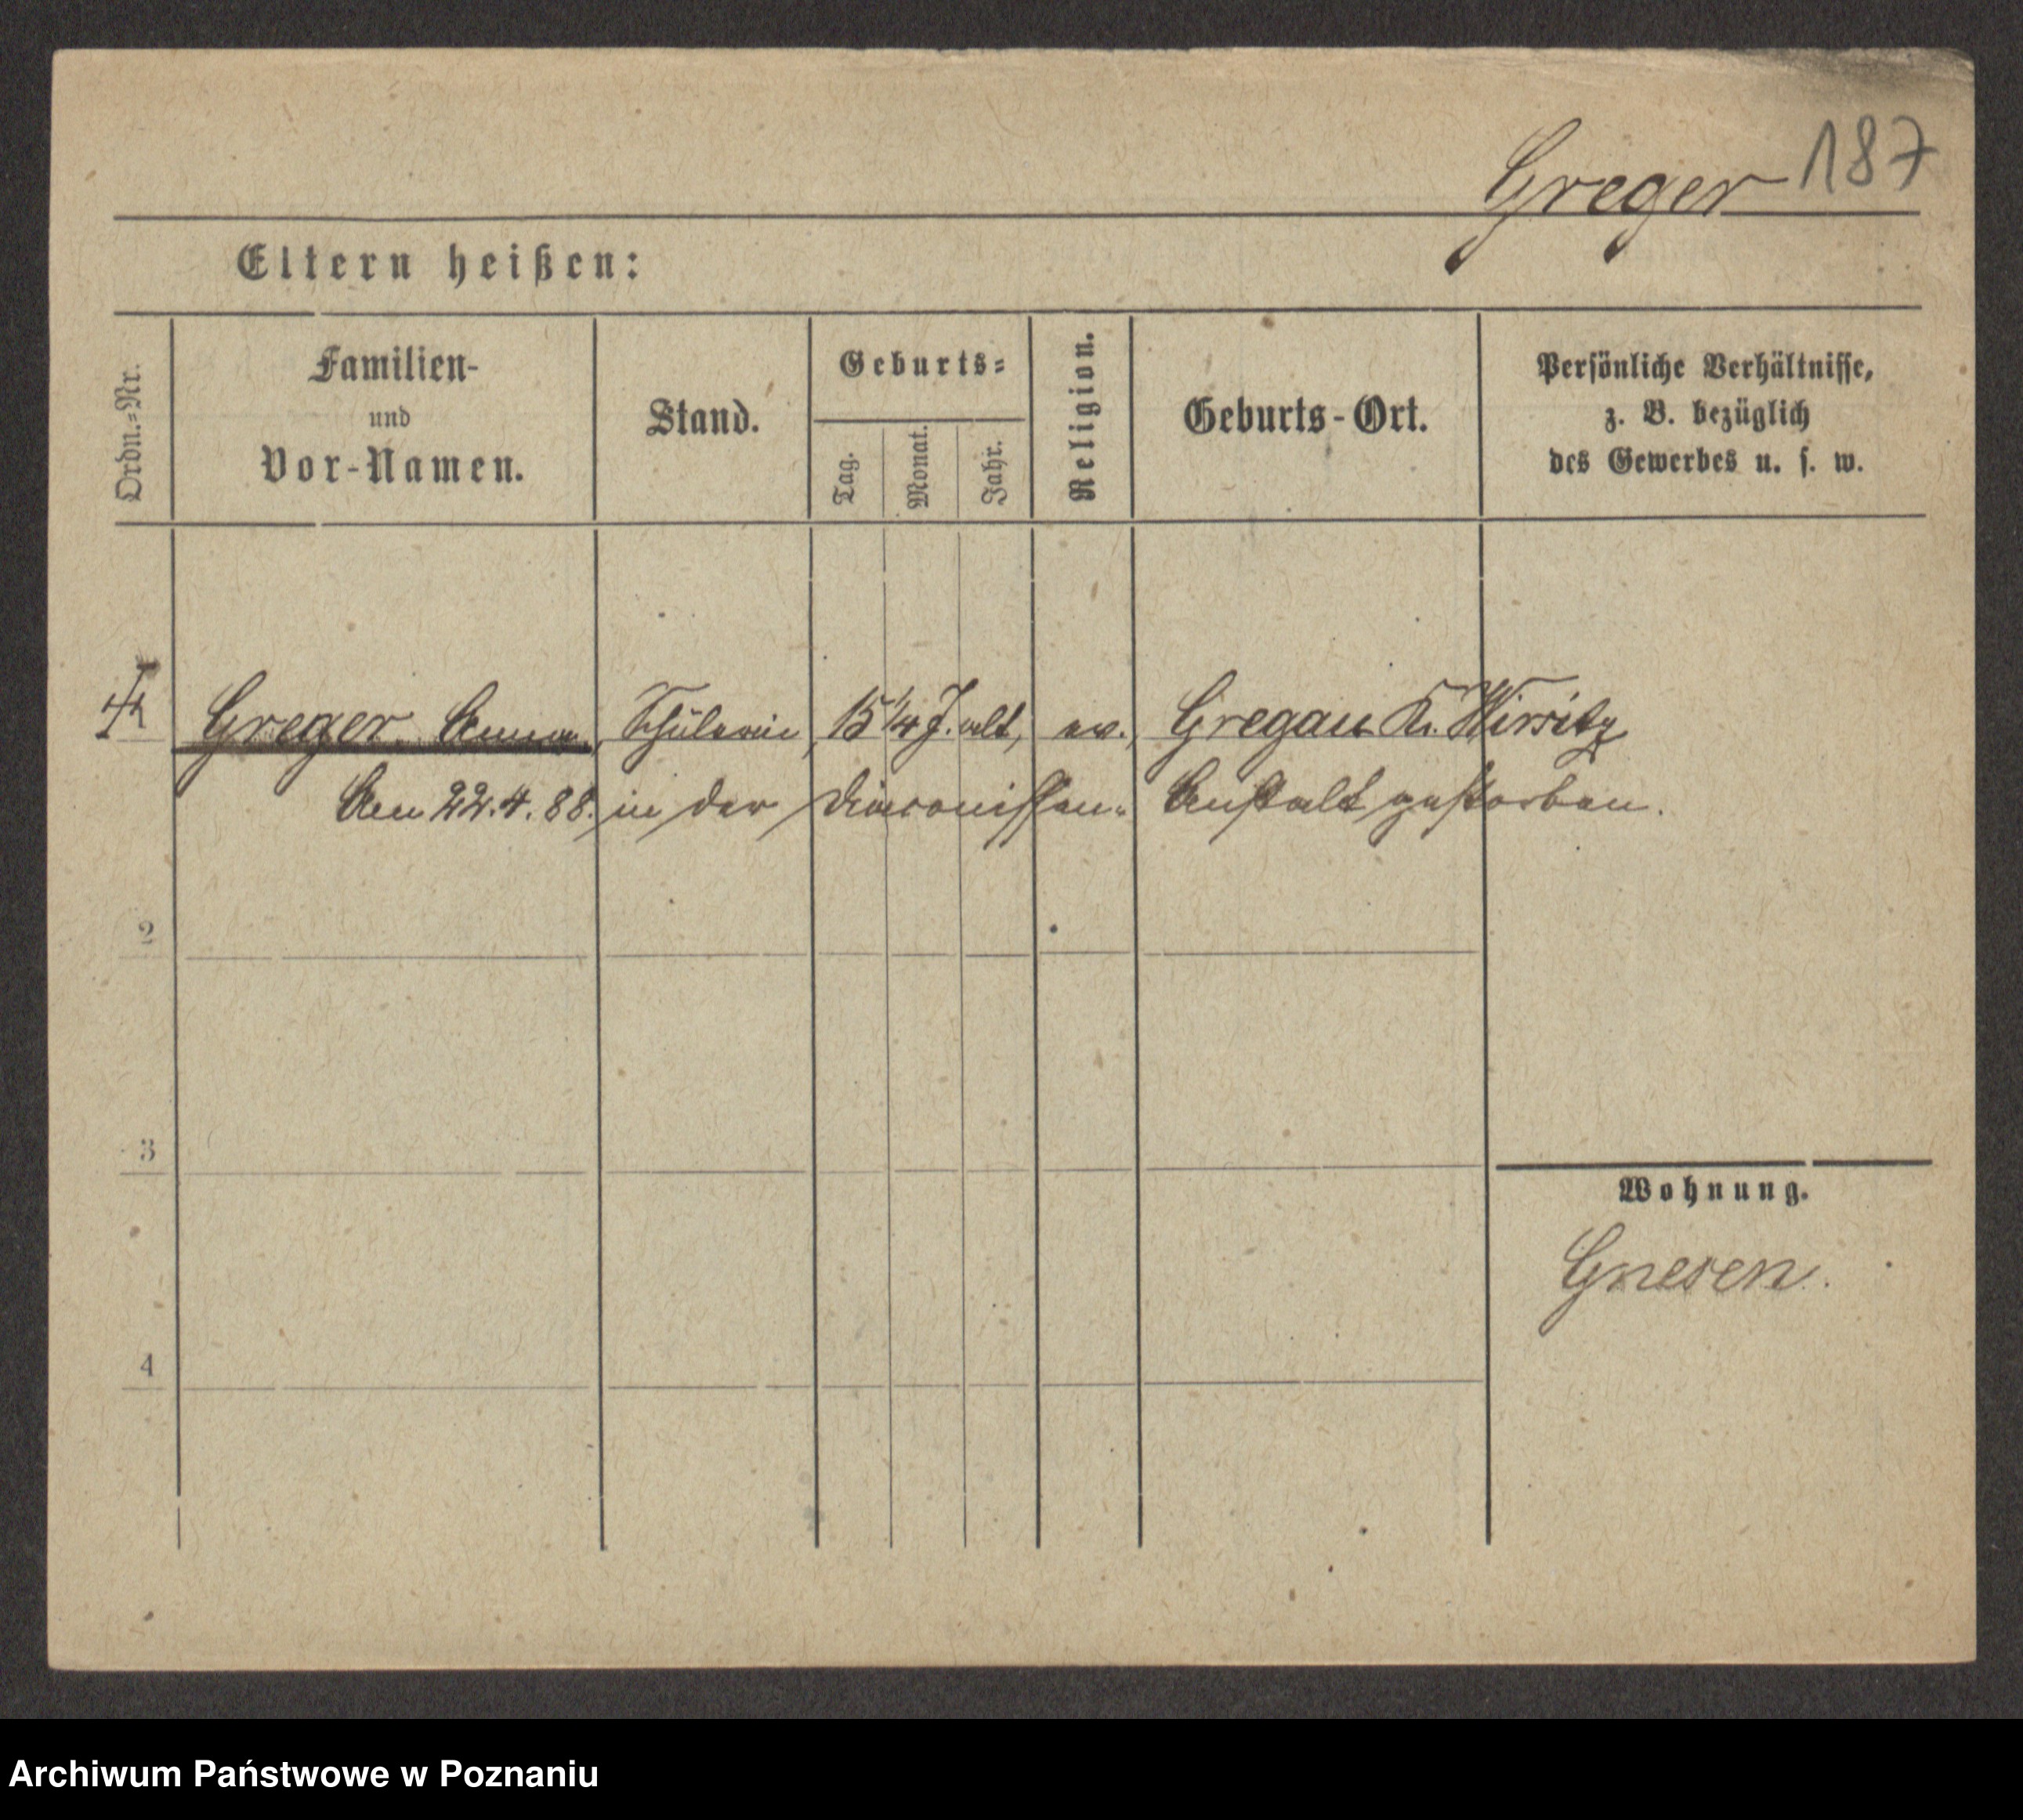 Greger 187
Eltern heißen:
Ordn.=Nr.
Familien-
und
Vor-Namen.
Stand.
Geburts=
Tag.
Monat.
Jahr.
Religion.
Geburts-Ort.
Persönliche Verhältnisse,
z. B. bezüglich
des Gewerbes u. s. w.
Greger Anna, Schülerin, 15 1/4 J. alt, ev., Gregau Kr. Wirsitz
Am 22.4.88. in der Diaconissen- Anstalt gestorben.
2
3
Wohnung.
Gnesen.
4
Archiwum Państwowe w Poznaniu